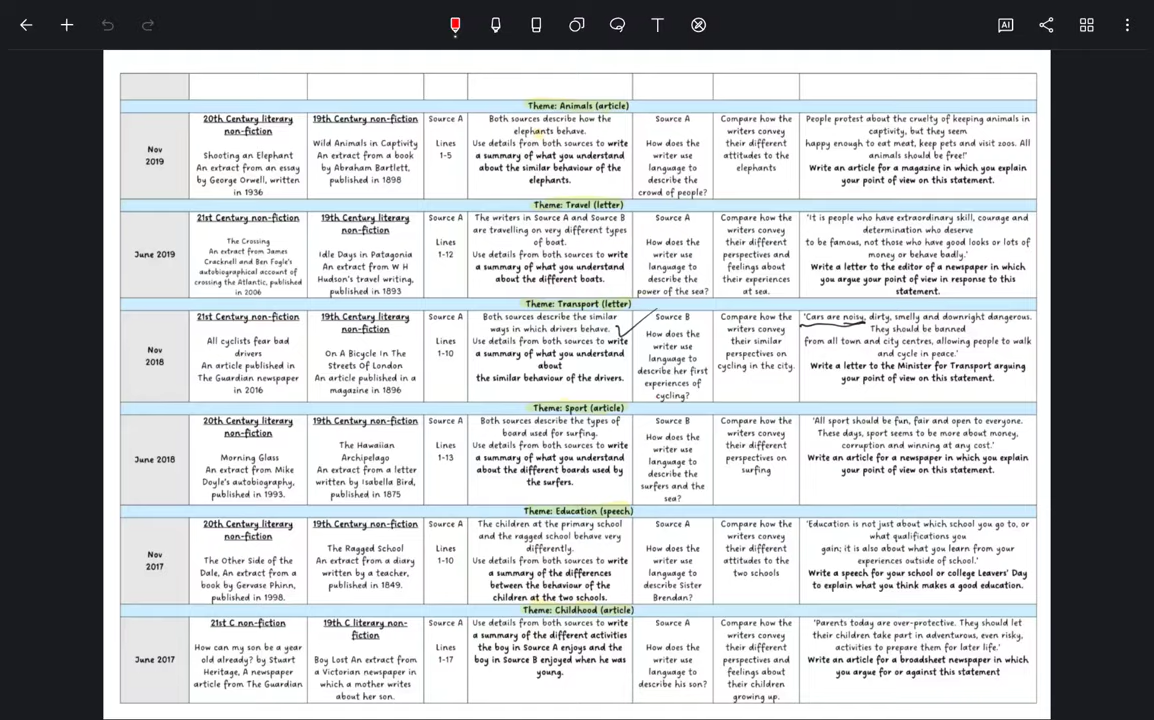 AI
T
Theme: Animals (article)
Nov
2019
20th Century literary
non-fiction
Shooting an Elephant
An extract from an essay
by George Orwell, written
in 1936
19th Century non-fiction
Wild Animals in Captivity
An extract from a book
by Abraham Bartlett,
published in 1898
Source A
Lines
1-5
Both sources describe how the
elephants behave.
Use details from both sources to write
a summary of what you understand
about the similar behaviour of the
elephants.
Source A
How does the
writer use
language to
describe the
crowd of people?
Compare how the
writers convey
their different
attitudes to the
elephants
People protest about the cruelty of keeping animals in
captivity, but they seem
happy enough to eat meat, keep pets and visit zoos. All
animals should be free!'
Write an article for a magazine in which you explain
your point of view on this statement.
Theme: Travel (letter)
June 2019
21st Century non-fiction
The Crossing
An extract from James
Cracknell and Ben Fogle's
autobiographical account of
crossing the Atlantic, published
in 2006
19th Century literary
non-fiction
Idle Days in Patagonia
An extract from W H
Hudson's travel writing,
published in 1893
Source A
Lines
1-12
The writers in Source A and Source B
are travelling on very different types
of boat.
Use details from both sources to write
a summary of what you understand
about the different boats.
Source A
How does the
writer use
language to
describe the
power of the sea?
Compare how the
writers convey
their different
perspectives and
feelings about
their experiences
at sea.
'It is people who have extraordinary skill, courage and
determination who deserve
to be famous, not those who have good looks or lots of
money or behave badly.'
Write a letter to the editor of a newspaper in which
you argue your point of view in response to this
statement.
Theme: Transport (letter)
Nov
2018
21st Century non-fiction
All cyclists fear bad
drivers
An article published in
The Guardian newspaper
in 2016
19th Century literary
non-fiction
On A Bicycle In The
Streets Of London
An article published in a
magazine in 1896
Source A
Lines
1-10
Both sources describe the similar
ways in which drivers behave.
Use details from both sources to write
a summary of what you understand
about
the similar behaviour of the drivers.
Source B
How does the
writer use
language to
describe her first
experiences of
cycling?
Compare how the
writers convey
their similar
perspectives on
cycling in the city.
'Cars are noisy, dirty, smelly and downright dangerous.
They should be banned
from all town and city centres, allowing people to walk
and cycle in peace.'
Write a letter to the Minister for Transport arguing
your point of view on this statement.
Theme: Sport (article)
June 2018
20th Century literary
non-fiction
Morning Glass
An extract from Mike
Doyle's autobiography,
published in 1993.
19th Century non-fiction
The Hawaiian
Archipelago
An extract from a letter
written by Isabella Bird,
published in 1875
Source A
Lines
1-13
Both sources describe the types of
board used for surfing.
Use details from both sources to write
a summary of what you understand
about the different boards used by
the surfers.
Source B
How does the
writer use
language to
describe the
surfers and the
sea?
Compare how the
writers convey
their different
perspectives on
surfing
'All sport should be fun, fair and open to everyone.
These days, sport seems to be more about money,
corruption and winning at any cost.'
Write an article for a newspaper in which you explain
your point of view on this statement.
Theme: Education (speech)
Nov
2017
20th Century literary
non-fiction
The Other Side of the
Dale, An extract from a
book by Gervase Phinn,
published in 1998.
19th Century non-fiction
The Ragged School
An extract from a diary
written by a teacher,
published in 1849.
Source A
Lines
1-10
The children at the primary school
and the ragged school behave very
differently.
Use details from both sources to write
a summary of the differences
between the behaviour of the
children at the two schools.
Source A
How does the
writer use
language to
describe Sister
Brendan?
Compare how the
writers convey
their different
attitudes to the
two schools
'Education is not just about which school you go to, or
what qualifications you
gain; it is also about what you learn from your
experiences outside of school.'
Write a speech for your school or college Leavers' Day
to explain what you think makes a good education.
Theme: Childhood (article)
June 2017
21st C non-fiction
How can my son be a year
old already? by Stuart
Heritage, A newspaper
article from The Guardian
19th C literary non-
fiction
Boy Lost An extract from
a Victorian newspaper in
which a mother writes
about her son.
Source A
Lines
1-17
Use details from both sources to write
a summary of the different activities
the boy in Source A enjoys and the
boy in Source B enjoyed when he was
young.
Source A
How does the
writer use
language to
describe his son?
Compare how the
writers convey
their different
perspectives and
feelings about
their children
growing up.
'Parents today are over-protective. They should let
their children take part in adventurous, even risky,
activities to prepare them for later life.'
Write an article for a broadsheet newspaper in which
you argue for or against this statement